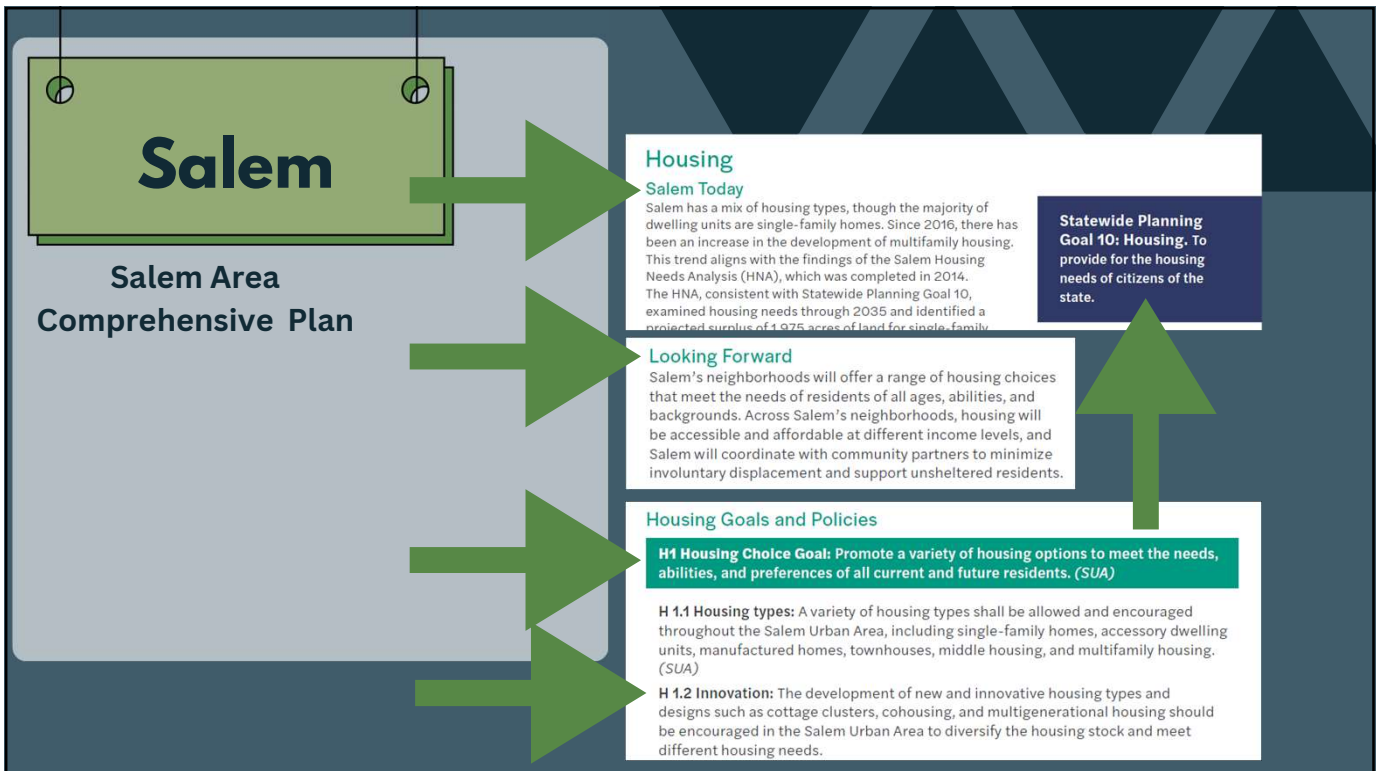 Salem
Salem Area
Comprehensive Plan
Housing
Salem Today
Salem has a mix of housing types, though the majority of
dwelling units are single-family homes. Since 2016, there has
been an increase in the development of multifamily housing.
This trend aligns with the findings of the Salem Housing
Needs Analysis (HNA), which was completed in 2014.
The HNA, consistent with Statewide Planning Goal 10,
examined housing needs through 2035 and identified a
projected surplus of 1,975 acres of land for single-family
Statewide Planning
Goal 10: Housing. To
provide for the housing
needs of citizens of the
state.
Looking Forward
Salem's neighborhoods will offer a range of housing choices
that meet the needs of residents of all ages, abilities, and
backgrounds. Across Salem's neighborhoods, housing will
be accessible and affordable at different income levels, and
Salem will coordinate with community partners to minimize
involuntary displacement and support unsheltered residents.
Housing Goals and Policies
H1 Housing Choice Goal: Promote a variety of housing options to meet the needs,
abilities, and preferences of all current and future residents. (SUA)
H 1.1 Housing types: A variety of housing types shall be allowed and encouraged
throughout the Salem Urban Area, including single-family homes, accessory dwelling
units, manufactured homes, townhouses, middle housing, and multifamily housing.
(SUA)
H 1.2 Innovation: The development of new and innovative housing types and
designs such as cottage clusters, cohousing, and multigenerational housing should
be encouraged in the Salem Urban Area to diversify the housing stock and meet
different housing needs.